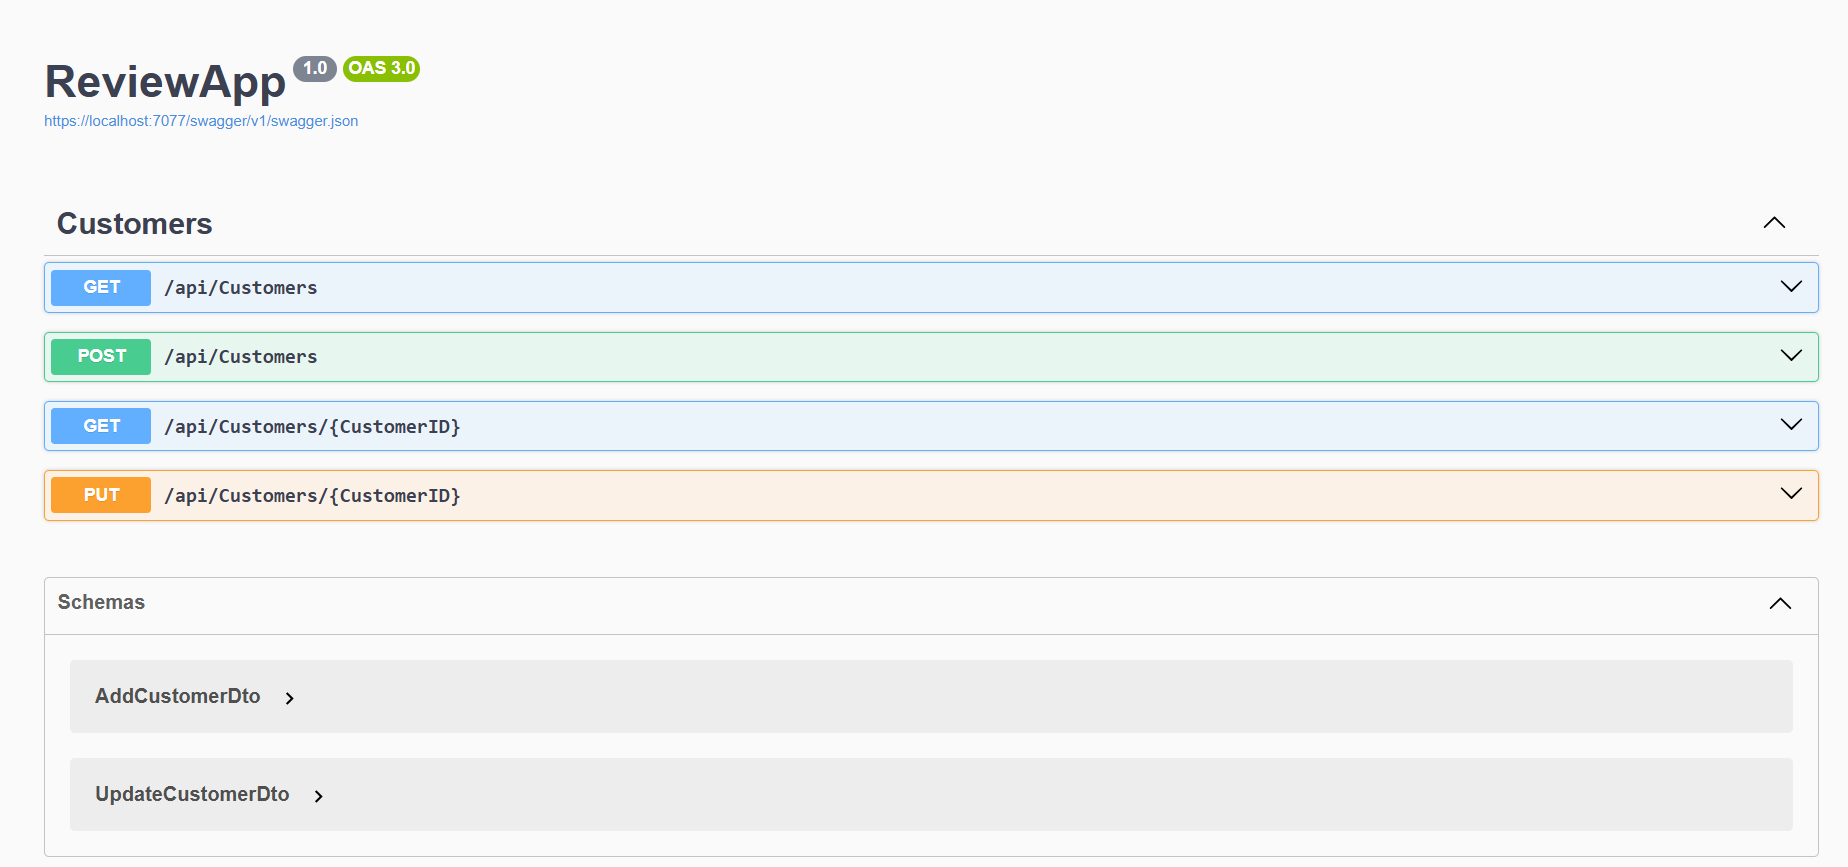 ReviewApp 1.0 OAS 3.0
https://localhost:7077/swagger/v1/swagger.json
Customers
GET /api/Customers
POST /api/Customers
GET /api/Customers/{CustomerID}
PUT /api/Customers/{CustomerID}
Schemas
AddCustomerDto
UpdateCustomerDto